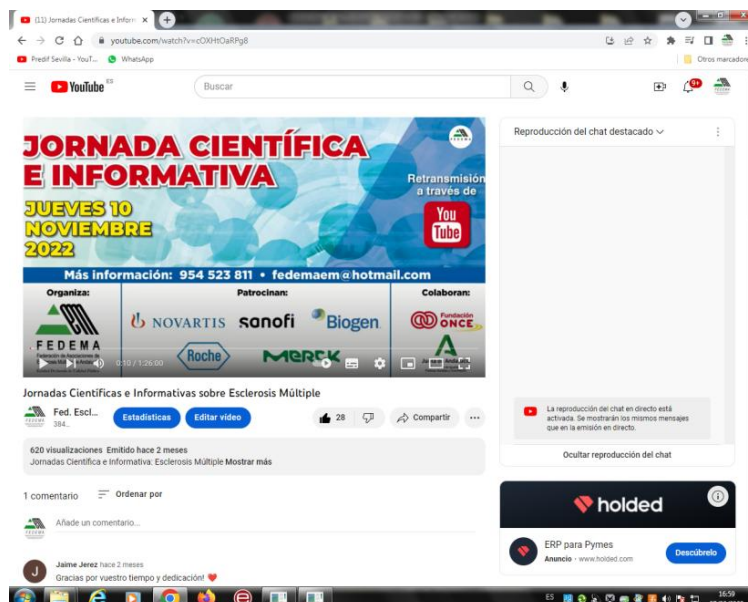 (11) Jornadas Científicas e Inform
youtube.com/watch?v=cOXHtOaRPg8
Predif Sevilla - YouT...
WhatsApp
Otros marcadore
YouTube ES
Buscar
9+
JORNADA CIENTÍFICA
E INFORMATIVA
JUEVES 10
NOVIEMBRE
2022
Retransmisión
a través de
You
Tube
Más información: 954 523 811 • fedemaem@hotmail.com
Organiza:
Patrocinan:
Colaboran:
FEDEMA
NOVARTIS
sanofi
Biogen
Fundación
ONCE
Roche
MERCK
0:10 / 1:26:00
Jornadas Científicas e Informativas sobre Esclerosis Múltiple
Fed. Escl...
384...
Estadísticas
Editar vídeo
28
Compartir
620 visualizaciones Emitido hace 2 meses
Jornadas Científica e Informativa: Esclerosis Múltiple Mostrar más
1 comentario
Ordenar por
Añade un comentario...
J
Jaime Jerez hace 2 meses
Gracias por vuestro tiempo y dedicación!
Reproducción del chat destacado
La reproducción del chat en directo está
activada. Se mostrarán los mismos mensajes
que en la emisión en directo.
Ocultar reproducción del chat
holded
ERP para Pymes
Anuncio · www.holded.com
Descúbrelo
ES
16:59